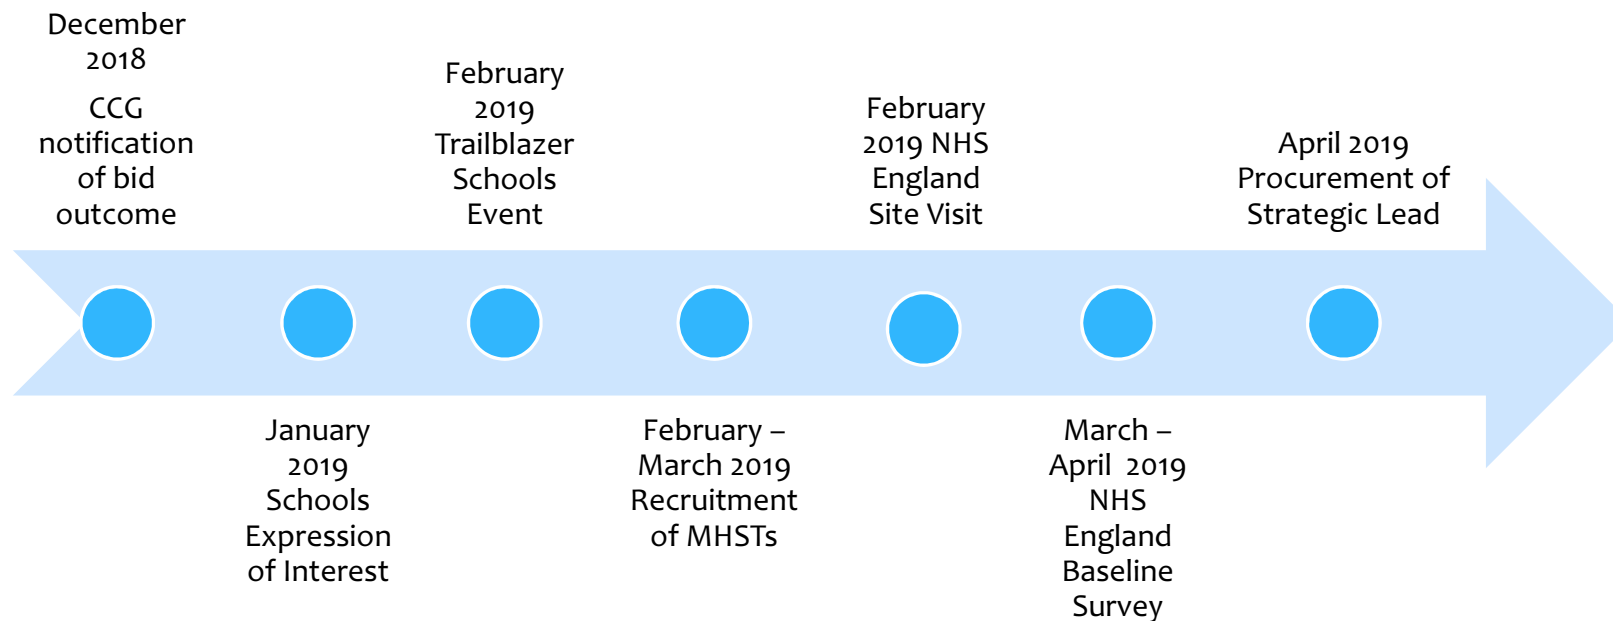 December
2018
CCG
notification
of bid
outcome
January
2019
Schools
Expression
of Interest
February
2019
Trailblazer
Schools
Event
February –
March 2019
Recruitment
of MHSTs
February
2019 NHS
England
Site Visit
March –
April 2019
NHS
England
Baseline
Survey
April 2019
Procurement of
Strategic Lead